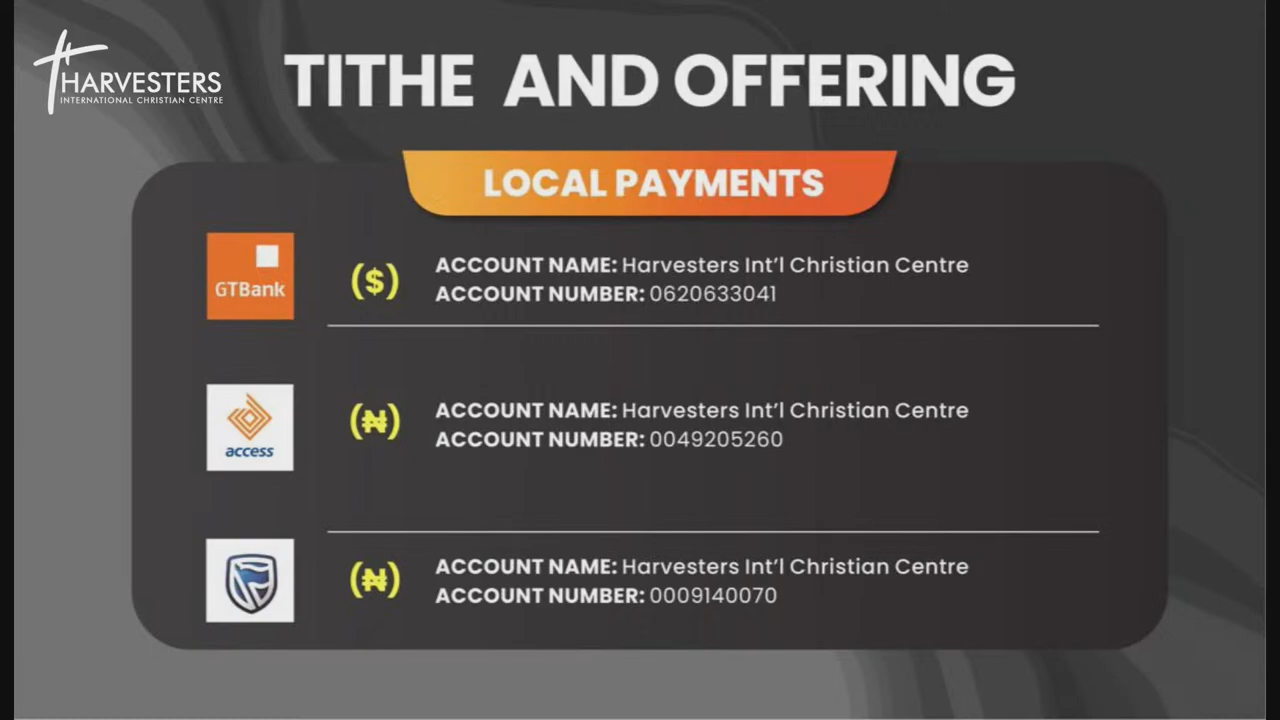 HARVESTERS
INTERNATIONAL CHRISTIAN CENTRE
TITHE AND OFFERING
LOCAL PAYMENTS
GTBank
($)
ACCOUNT NAME: Harvesters Int'l Christian Centre
ACCOUNT NUMBER: 0620633041
access
(₦)
ACCOUNT NAME: Harvesters Int'l Christian Centre
ACCOUNT NUMBER: 0049205260
(₦)
ACCOUNT NAME: Harvesters Int'l Christian Centre
ACCOUNT NUMBER: 0009140070